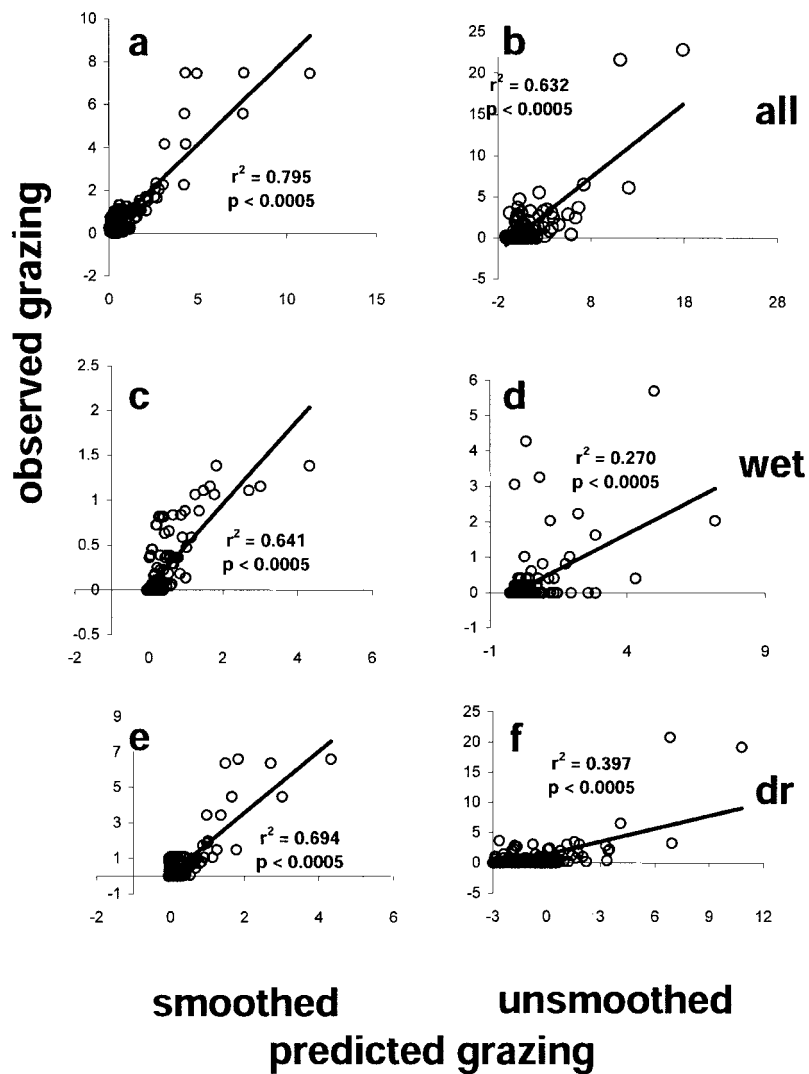 observed grazing
a
10
8
6
4
2
0
-2
0 5 10 15
r² = 0.795
p < 0.0005
b
25
20
15
10
5
0
-5
-2 8 18 28
r² = 0.632
p < 0.0005
all
c
2.5
2
1.5
1
0.5
0
-0.5
-2 0 2 4 6
r² = 0.641
p < 0.0005
d
6
5
4
3
2
1
0
-1
-1 4 9
r² = 0.270
p < 0.0005
wet
e
9
7
5
3
1
-1
-2 0 2 4 6
r² = 0.694
p < 0.0005
f
25
20
15
10
5
0
-5
-3 0 3 6 9 12
r² = 0.397
p < 0.0005
dr
smoothed unsmoothed
predicted grazing